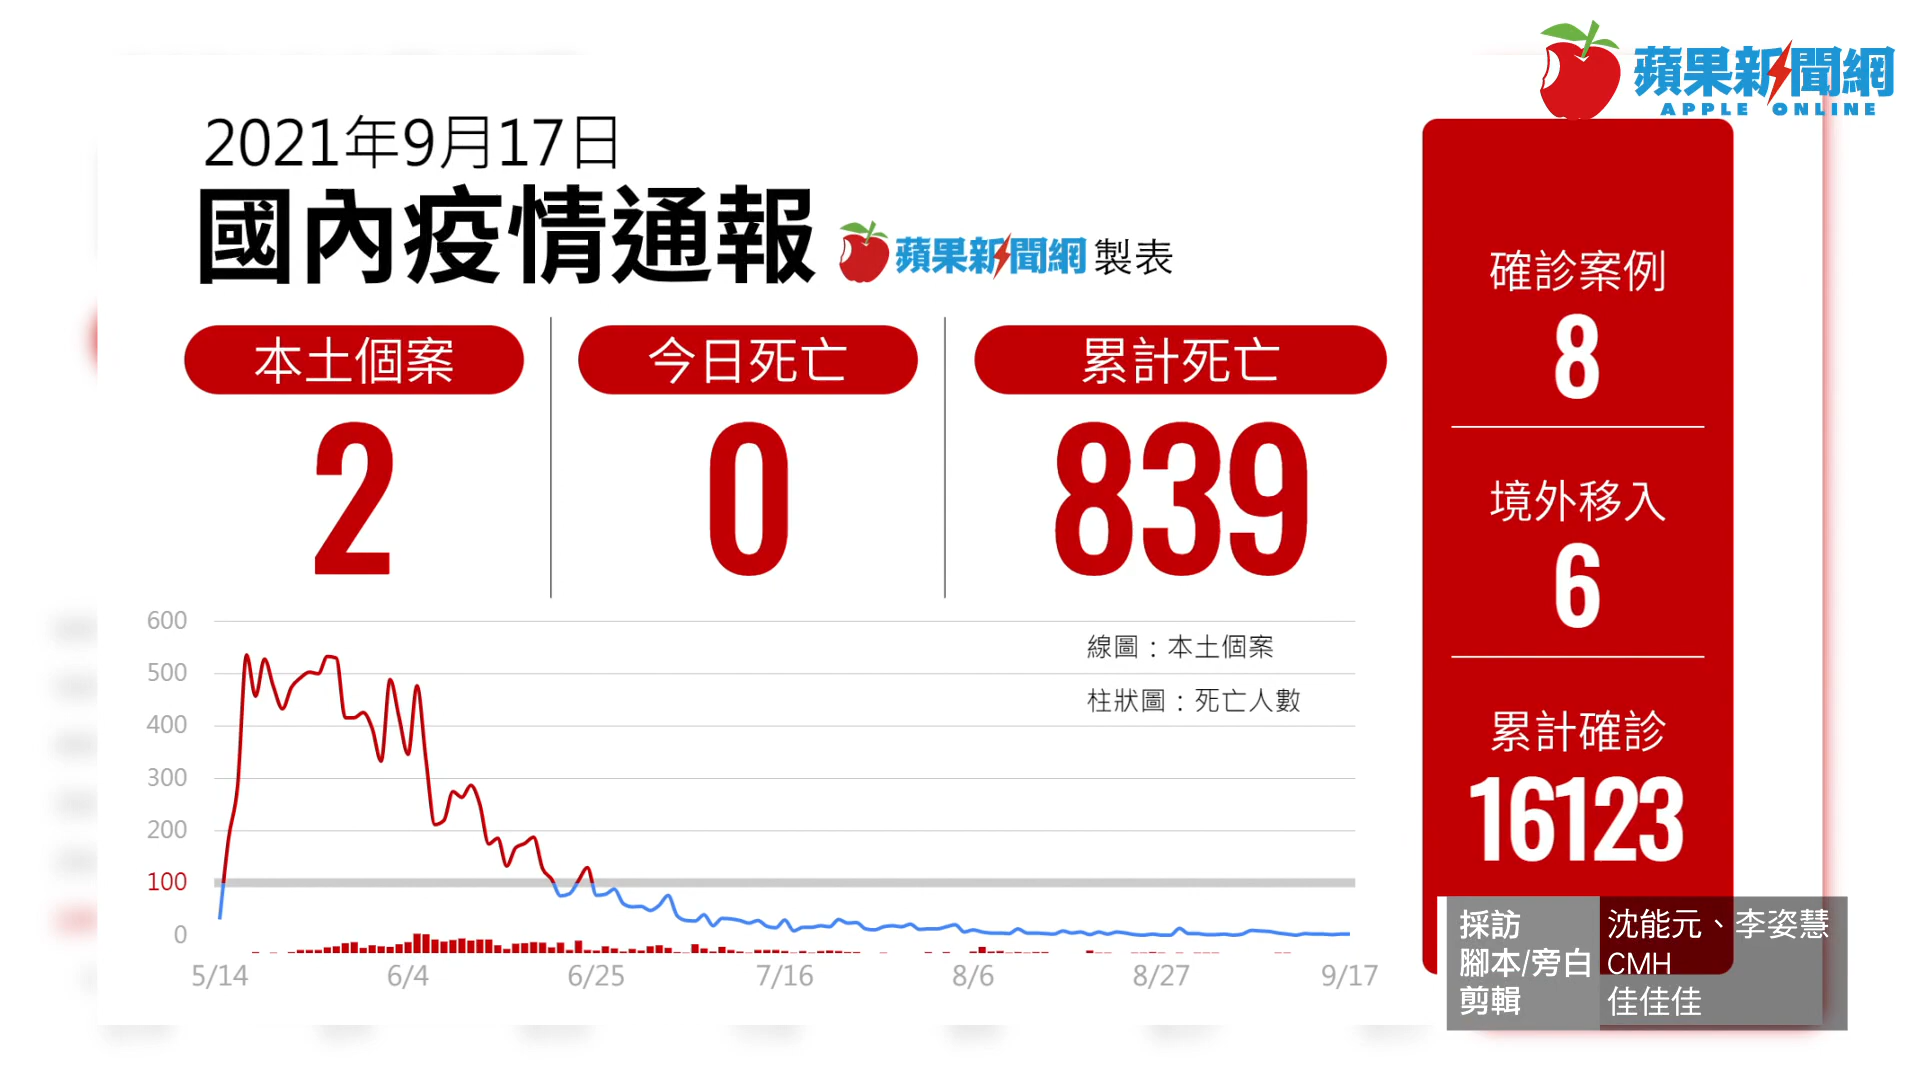 蘋果新聞網
APPLE ONLINE
2021年9月17日
國內疫情通報
蘋果新聞網 製表
本土個案
2
今日死亡
0
累計死亡
839
確診案例
8
境外移入
6
累計確診
16123
線圖：本土個案
柱狀圖：死亡人數
600
500
400
300
200
100
0
5/14 6/4 6/25 7/16 8/6 8/27 9/17
採訪 沈能元、李姿慧
腳本/旁白 CMH
剪輯 佳佳佳